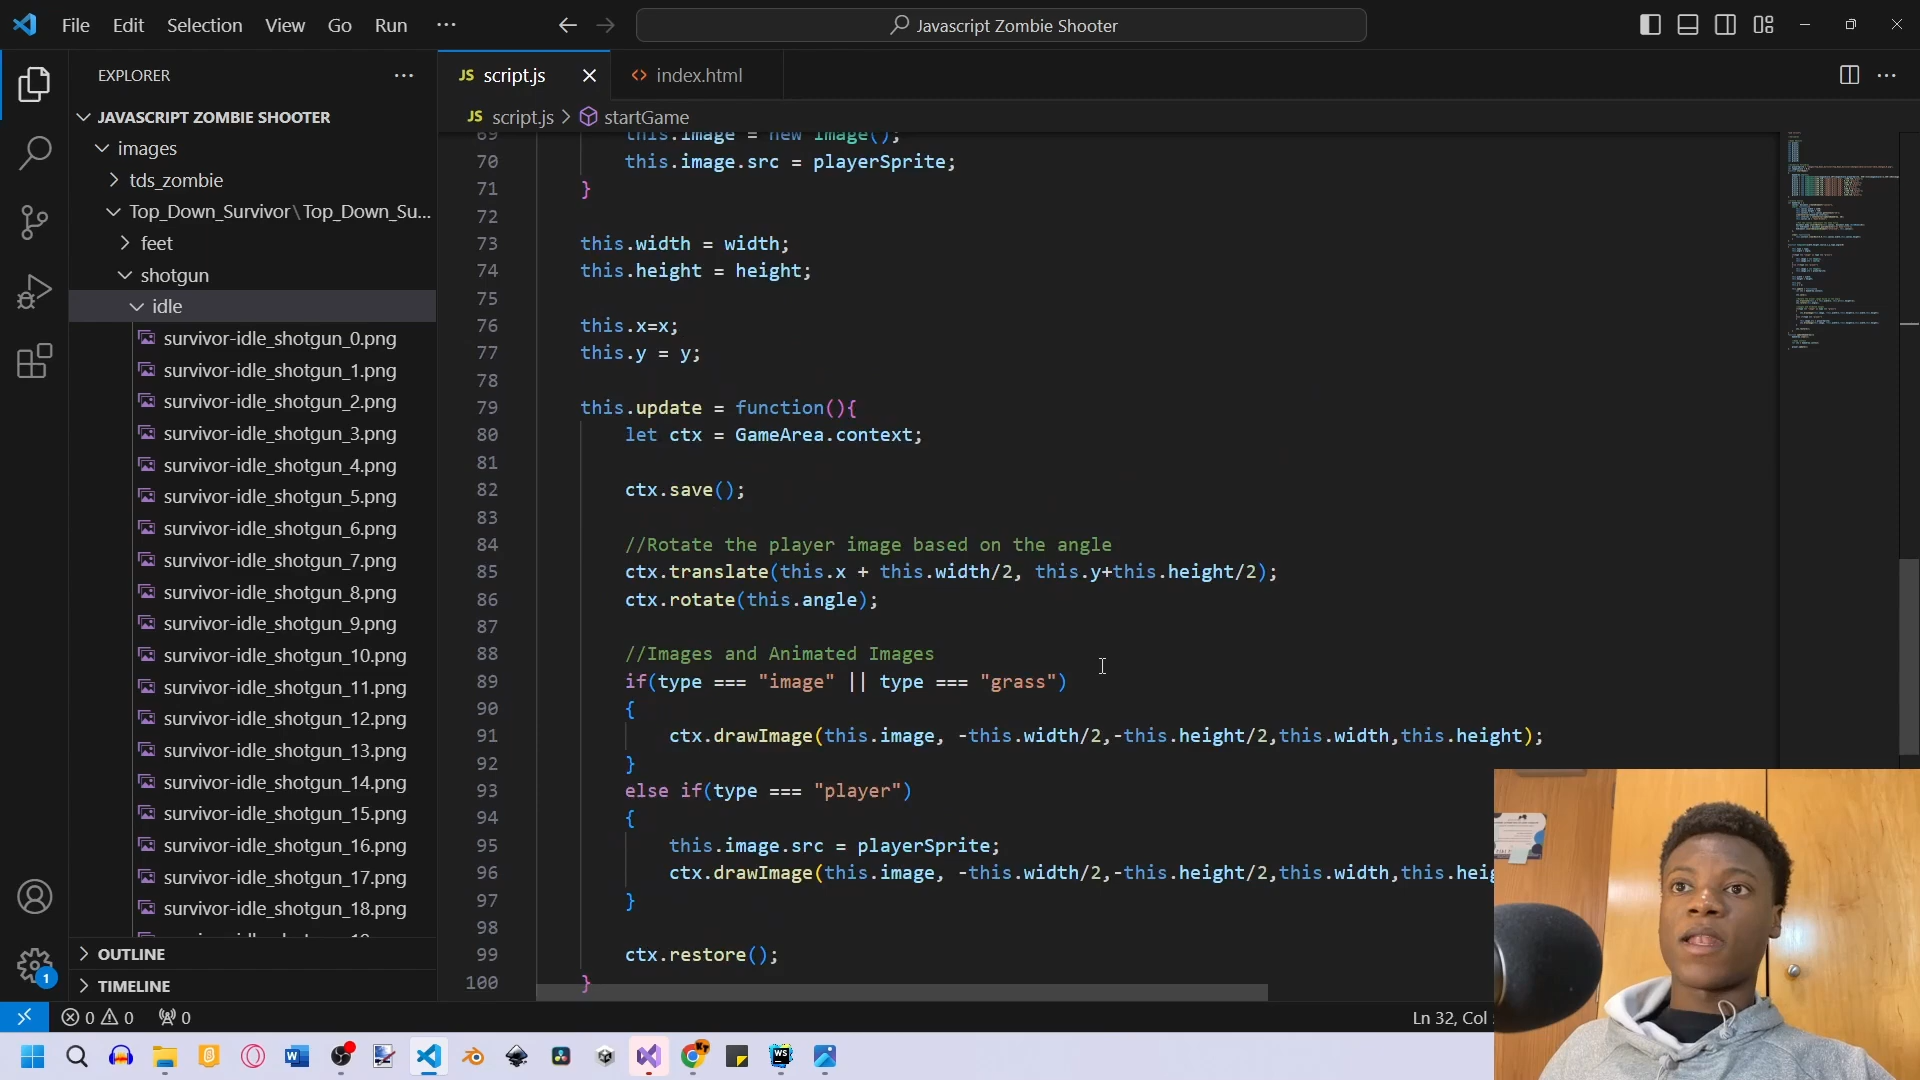 File Edit Selection View Go Run ···
Javascript Zombie Shooter
EXPLORER
JS script.js
<> index.html
JAVASCRIPT ZOMBIE SHOOTER
JS script.js > startGame
images
tds_zombie
Top_Down_Survivor\Top_Down_Su...
feet
shotgun
idle
survivor-idle_shotgun_0.png
survivor-idle_shotgun_1.png
survivor-idle_shotgun_2.png
survivor-idle_shotgun_3.png
survivor-idle_shotgun_4.png
survivor-idle_shotgun_5.png
survivor-idle_shotgun_6.png
survivor-idle_shotgun_7.png
survivor-idle_shotgun_8.png
survivor-idle_shotgun_9.png
survivor-idle_shotgun_10.png
survivor-idle_shotgun_11.png
survivor-idle_shotgun_12.png
survivor-idle_shotgun_13.png
survivor-idle_shotgun_14.png
survivor-idle_shotgun_15.png
survivor-idle_shotgun_16.png
survivor-idle_shotgun_17.png
survivor-idle_shotgun_18.png
OUTLINE
TIMELINE
69 this.image = new Image();
70 this.image.src = playerSprite;
71 }
72
73 this.width = width;
74 this.height = height;
75
76 this.x=x;
77 this.y = y;
78
79 this.update = function(){
80 let ctx = GameArea.context;
81
82 ctx.save();
83
84 //Rotate the player image based on the angle
85 ctx.translate(this.x + this.width/2, this.y+this.height/2);
86 ctx.rotate(this.angle);
87
88 //Images and Animated Images
89 if(type === "image" || type === "grass")
90 {
91 ctx.drawImage(this.image, -this.width/2,-this.height/2,this.width,this.height);
92 }
93 else if(type === "player")
94 {
95 this.image.src = playerSprite;
96 ctx.drawImage(this.image, -this.width/2,-this.height/2,this.width,this.heig
97 }
98
99 ctx.restore();
100 }
1
0 0 0
Ln 32, Col
W
WS